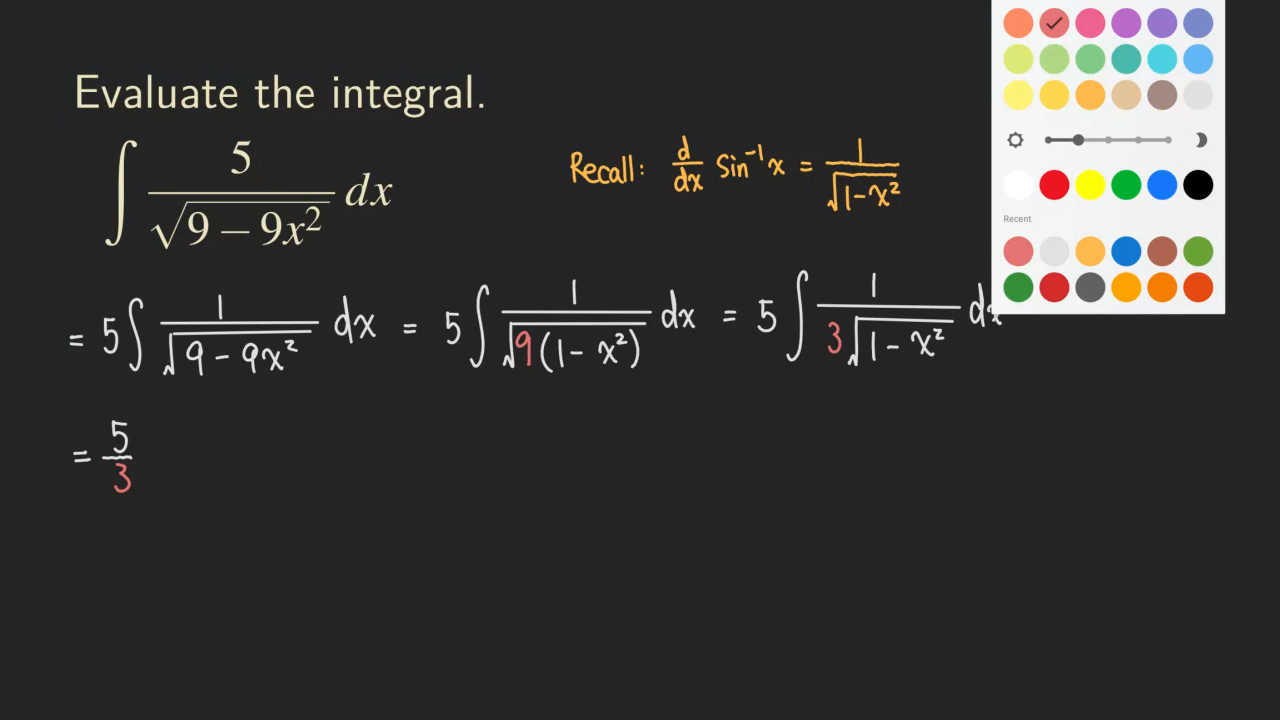 Evaluate the integral.
∫ 5/√(9 − 9x²) dx
Recall: d/dx Sin⁻¹x = 1/√(1−x²)
= 5∫ 1/√(9 − 9x²) dx = 5∫ 1/√(9(1− x²)) dx = 5∫ 1/(3√(1 − x²)) dx
= 5/3
Recent